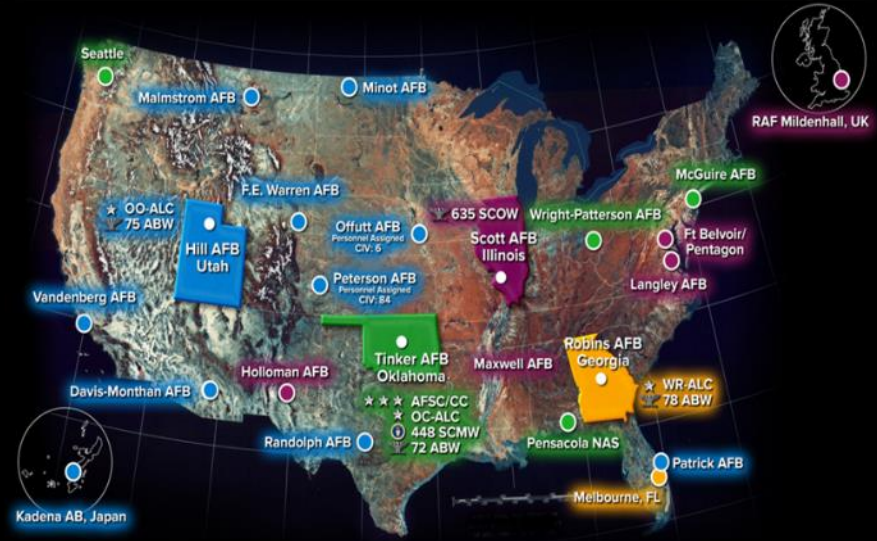 Seattle
Malmstrom AFB
Minot AFB
RAF Mildenhall, UK
McGuire AFB
F.E. Warren AFB
OO-ALC
75 ABW
Hill AFB
Utah
Offutt AFB
Personnel Assigned
CIV: 6
635 SCOW
Scott AFB
Illinois
Wright-Patterson AFB
Ft Belvoir/
Pentagon
Langley AFB
Peterson AFB
Personnel Assigned
CIV: 84
Vandenberg AFB
Tinker AFB
Oklahoma
Maxwell AFB
Robins AFB
Georgia
Holloman AFB
Davis-Monthan AFB
AFSC/CC
OC-ALC
448 SCMW
72 ABW
WR-ALC
78 ABW
Randolph AFB
Pensacola NAS
Patrick AFB
Melbourne, FL
Kadena AB, Japan